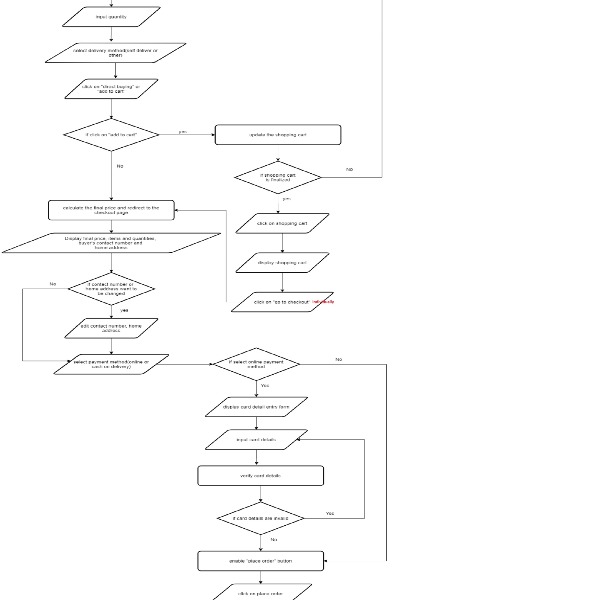 input quantity
select delivery method(self deliver or
other)
click on "direct buying" or
"add to cart"
if click on "add to cart"
yes
update the shopping cart
No
if shopping cart
is finalized
No
yes
calculate the final price and redirect to the
checkout page
click on shopping cart
Display final price, items and quantities,
buyer's contact number and
home address
display shopping cart
if contact number or
home address want to
be changed
No
yes
click on "go to checkout" individually
edit contact number, home
address
select payment method(online or
cash on delivery)
if select online payment
method
No
Yes
display card detail entry form
input card details
verify card details
if card details are invalid
Yes
No
enable "place order" button
click on place order